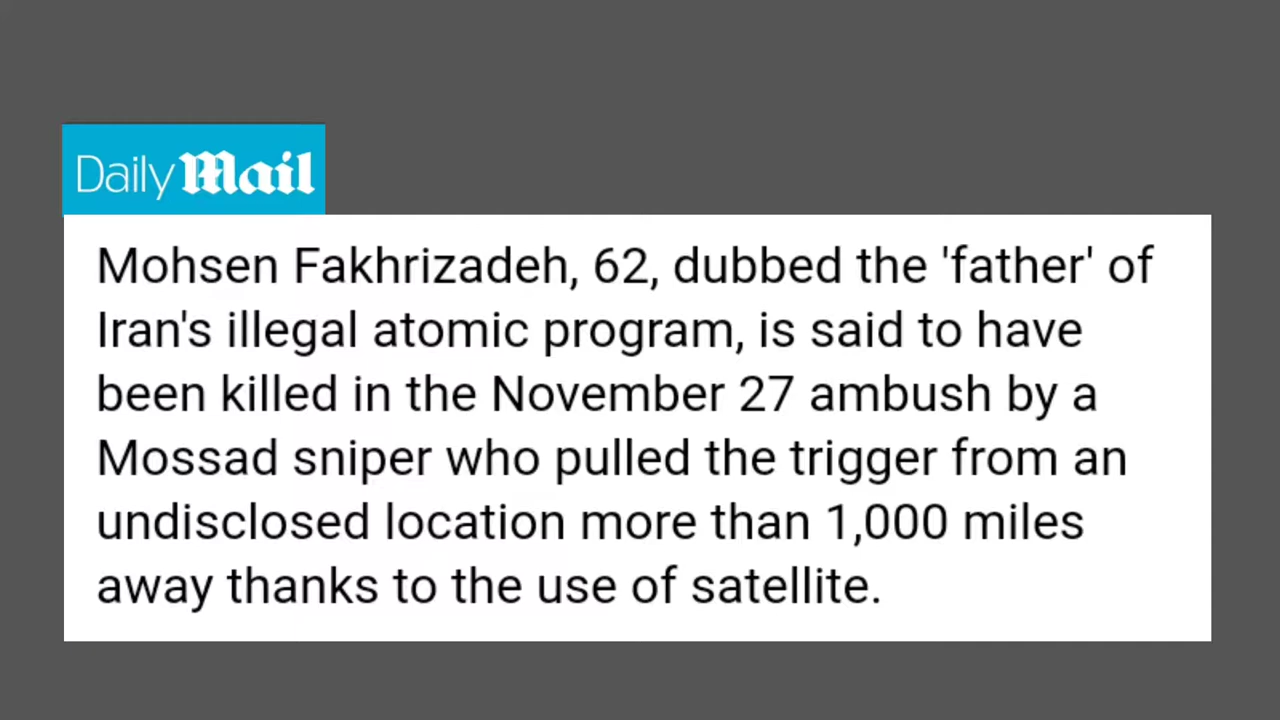 Daily Mail
Mohsen Fakhrizadeh, 62, dubbed the 'father' of
Iran's illegal atomic program, is said to have
been killed in the November 27 ambush by a
Mossad sniper who pulled the trigger from an
undisclosed location more than 1,000 miles
away thanks to the use of satellite.